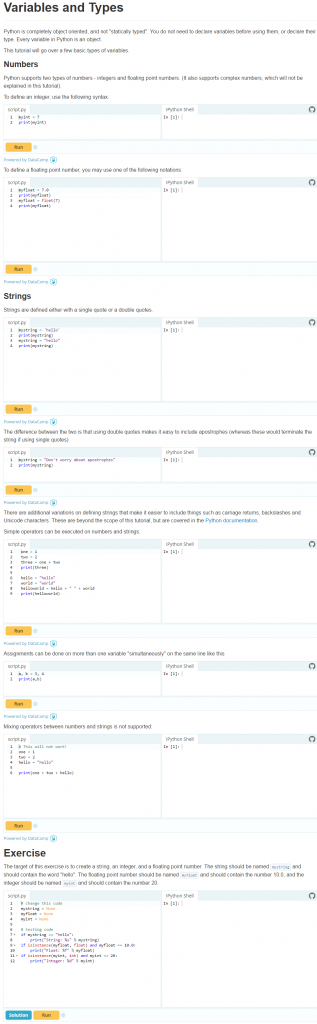 Variables and Types
Python is completely object oriented, and not "statically typed". You do not need to declare variables before using them, or declare their
type. Every variable in Python is an object.
This tutorial will go over a few basic types of variables.
Numbers
Python supports two types of numbers - integers and floating point numbers. (It also supports complex numbers, which will not be
explained in this tutorial).
To define an integer, use the following syntax:
script.py IPython Shell
1 myint = 7 In [1]:
2 print(myint)
Run
Powered by DataCamp
To define a floating point number, you may use one of the following notations:
script.py IPython Shell
1 myfloat = 7.0 In [1]:
2 print(myfloat)
3 myfloat = float(7)
4 print(myfloat)
Run
Powered by DataCamp
Strings
Strings are defined either with a single quote or a double quotes.
script.py IPython Shell
1 mystring = 'hello' In [1]:
2 print(mystring)
3 mystring = "hello"
4 print(mystring)
Run
Powered by DataCamp
The difference between the two is that using double quotes makes it easy to include apostrophes (whereas these would terminate the
string if using single quotes)
script.py IPython Shell
1 mystring = "Don't worry about apostrophes" In [1]:
2 print(mystring)
Run
Powered by DataCamp
There are additional variations on defining strings that make it easier to include things such as carriage returns, backslashes and
Unicode characters. These are beyond the scope of this tutorial, but are covered in the Python documentation.
Simple operators can be executed on numbers and strings:
script.py IPython Shell
1 one = 1 In [1]:
2 two = 2
3 three = one + two
4 print(three)
5
6 hello = "hello"
7 world = "world"
8 helloworld = hello + " " + world
9 print(helloworld)
Run
Powered by DataCamp
Assignments can be done on more than one variable "simultaneously" on the same line like this
script.py IPython Shell
1 a, b = 3, 4 In [1]:
2 print(a,b)
Run
Powered by DataCamp
Mixing operators between numbers and strings is not supported:
script.py IPython Shell
1 # This will not work! In [1]:
2 one = 1
3 two = 2
4 hello = "hello"
5
6 print(one + two + hello)
Run
Powered by DataCamp
Exercise
The target of this exercise is to create a string, an integer, and a floating point number. The string should be named mystring and
should contain the word "hello". The floating point number should be named myfloat and should contain the number 10.0, and the
integer should be named myint and should contain the number 20.
script.py IPython Shell
1 # change this code In [1]:
2 mystring = None
3 myfloat = None
4 myint = None
5
6 # testing code
7 if mystring == "hello":
8 print("String: %s" % mystring)
9 if isinstance(myfloat, float) and myfloat == 10.0:
10 print("Float: %f" % myfloat)
11 if isinstance(myint, int) and myint == 20:
12 print("Integer: %d" % myint)
Solution Run